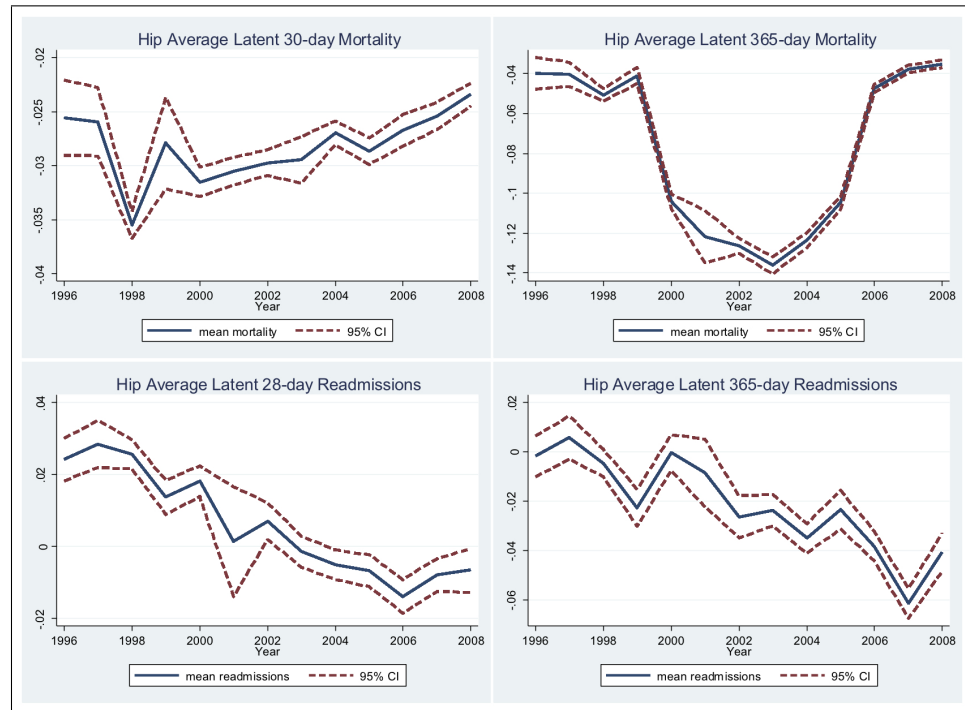 Hip Average Latent 30-day Mortality
-.02
-.025
-.03
-.035
-.04
1996 1998 2000 2002 2004 2006 2008
Year
mean mortality 95% CI
Hip Average Latent 365-day Mortality
-.04
-.06
-.08
-.1
-.12
-.14
1996 1998 2000 2002 2004 2006 2008
Year
mean mortality 95% CI
Hip Average Latent 28-day Readmissions
.04
.02
0
-.02
1996 1998 2000 2002 2004 2006 2008
Year
mean readmissions 95% CI
Hip Average Latent 365-day Readmissions
.02
0
-.02
-.04
-.06
1996 1998 2000 2002 2004 2006 2008
Year
mean readmissions 95% CI